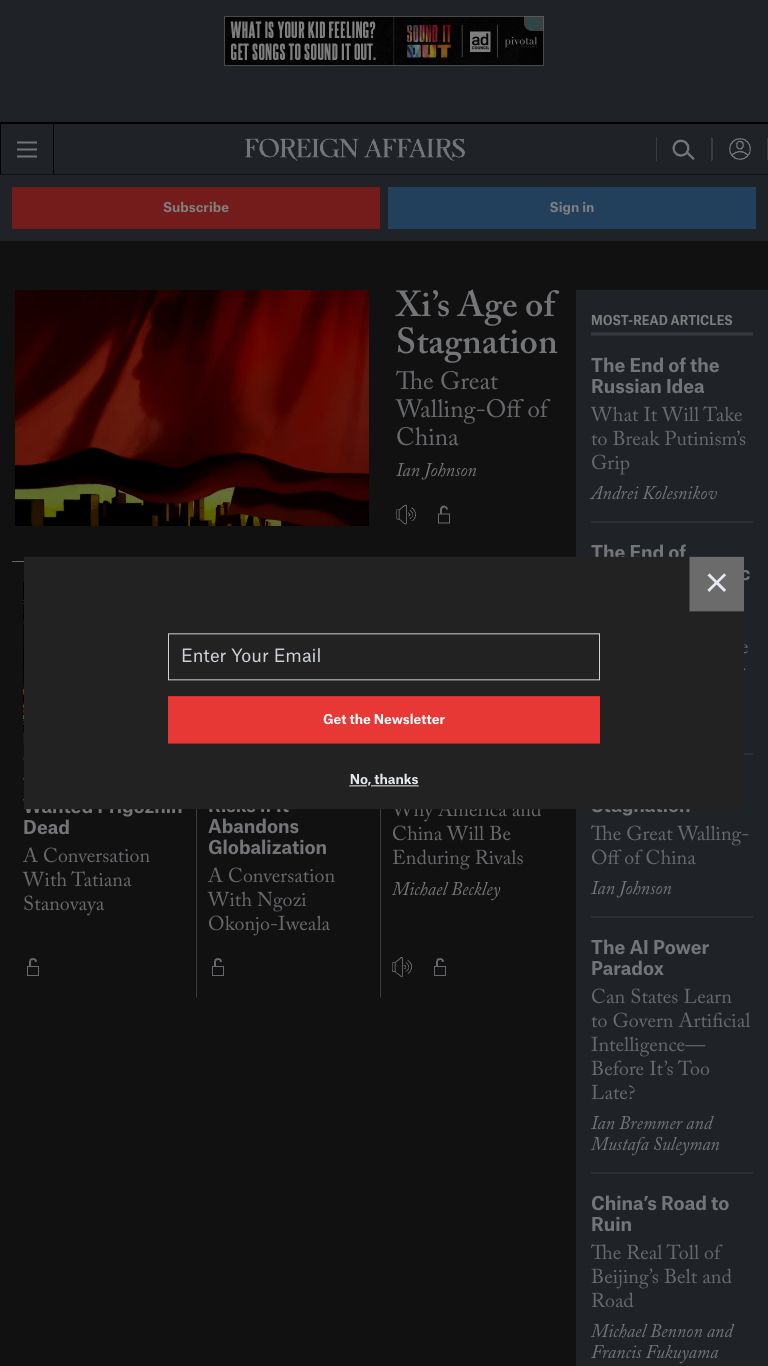 WHAT IS YOUR KID FEELING?
GET SONGS TO SOUND IT OUT.
SOUND IT
OUT
ad
COUNCIL
pivotal
FOREIGN AFFAIRS
Subscribe
Sign in
Xi’s Age of
Stagnation
The Great
Walling-Off of
China
Ian Johnson
MOST-READ ARTICLES
The End of the
Russian Idea
What It Will Take
to Break Putinism’s
Grip
Andrei Kolesnikov
The End of
Enter Your Email
Get the Newsletter
No, thanks
Wanted Prigozhin
Dead
A Conversation
With Tatiana
Stanovaya
Risks If It
Abandons
Globalization
A Conversation
With Ngozi
Okonjo-Iweala
Why America and
China Will Be
Enduring Rivals
Michael Beckley
Stagnation
The Great Walling-
Off of China
Ian Johnson
The AI Power
Paradox
Can States Learn
to Govern Artificial
Intelligence—
Before It’s Too
Late?
Ian Bremmer and
Mustafa Suleyman
China’s Road to
Ruin
The Real Toll of
Beijing’s Belt and
Road
Michael Bennon and
Francis Fukuyama